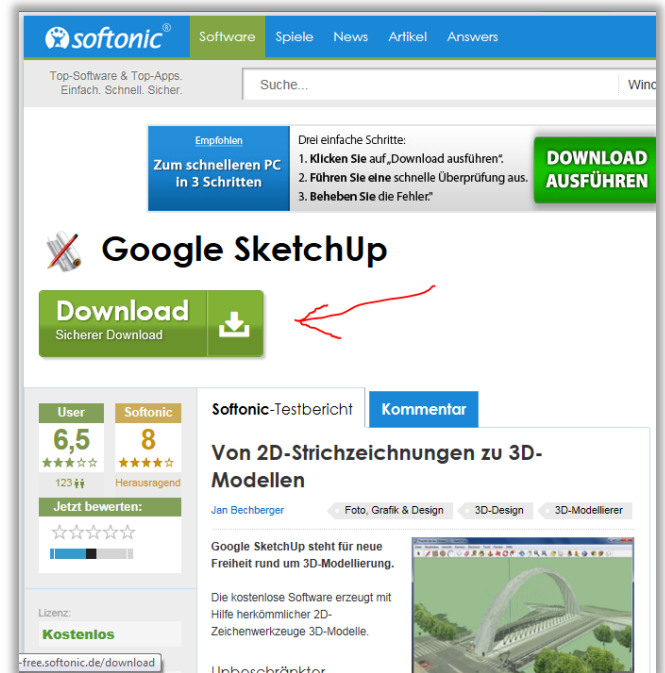 softonic®
Software Spiele News Artikel Answers
Top-Software & Top-Apps.
Einfach. Schnell. Sicher.
Suche...
Empfohlen
Zum schnelleren PC
in 3 Schritten
Drei einfache Schritte:
1. Klicken Sie auf „Download ausführen“.
2. Führen Sie eine schnelle Überprüfung aus.
3. Beheben Sie die Fehler."
DOWNLOAD
AUSFÜHREN
Google SketchUp
Download
Sicherer Download
User Softonic
6,5 8
123 Herausragend
Jetzt bewerten:
Softonic-Testbericht Kommentar
Von 2D-Strichzeichnungen zu 3D-
Modellen
Jan Bechberger Foto, Grafik & Design 3D-Design 3D-Modellierer
Google SketchUp steht für neue
Freiheit rund um 3D-Modellierung.
Die kostenlose Software erzeugt mit
Hilfe herkömmlicher 2D-
Zeichenwerkzeuge 3D-Modelle.
Unbeschränkter
Lizenz:
Kostenlos
-free.softonic.de/download